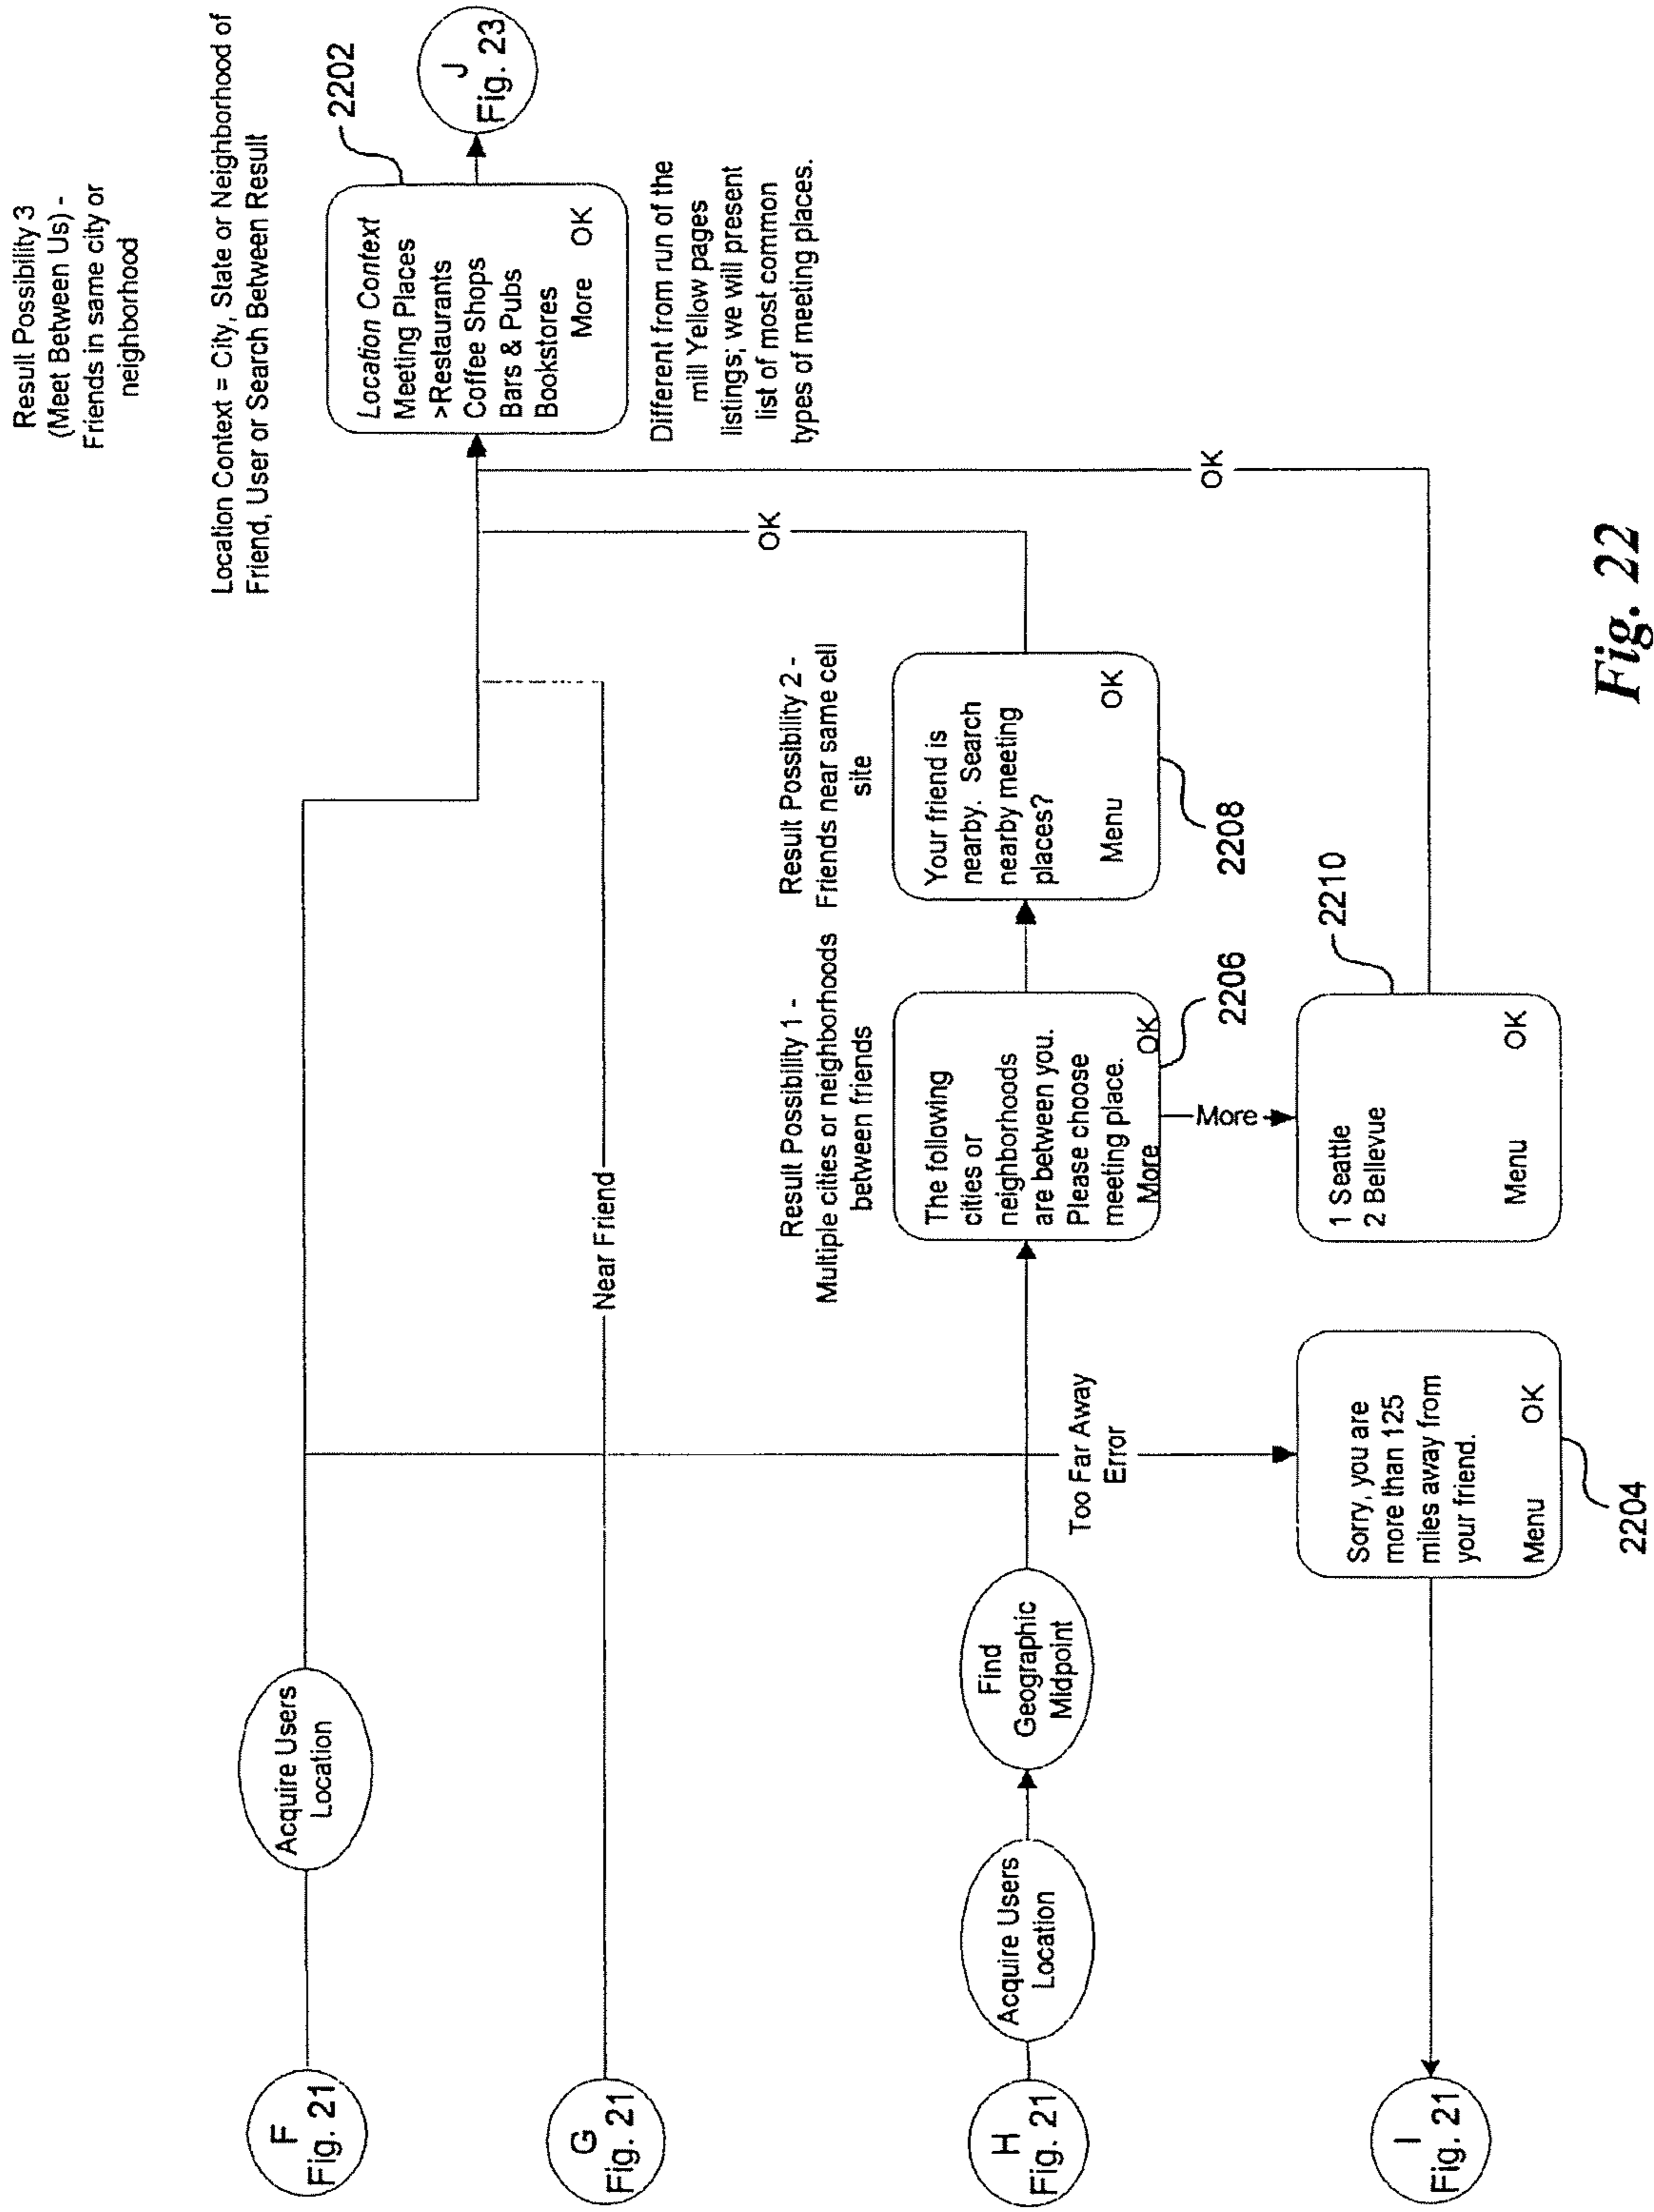 Result Possibility 3
(Meet Between Us) -
Friends in same city or
neighborhood
Location Context = City, State or Neighborhood of
Friend, User or Search Between Result
F
Fig. 21
Acquire Users
Location
2202
Location Context
Meeting Places
>Restaurants
Coffee Shops
Bars & Pubs
Bookstores
More OK
J
Fig. 23
Different from run of the
mill Yellow pages
listings; we will present
list of most common
types of meeting places.
G
Fig. 21
Near Friend
OK
OK
H
Fig. 21
Acquire Users
Location
Find
Geographic
Midpoint
Result Possibility 1 -
Multiple cities or neighborhoods
between friends
The following
cities or
neighborhoods
are between you.
Please choose
meeting place.
More OK
2206
Result Possibility 2 -
Friends near same cell
site
Your friend is
nearby. Search
nearby meeting
places?
Menu OK
2208
Too Far Away
Error
More
I
Fig. 21
Sorry, you are
more than 125
miles away from
your friend.
Menu OK
2204
1 Seattle
2 Bellevue
Menu OK
2210
Fig. 22